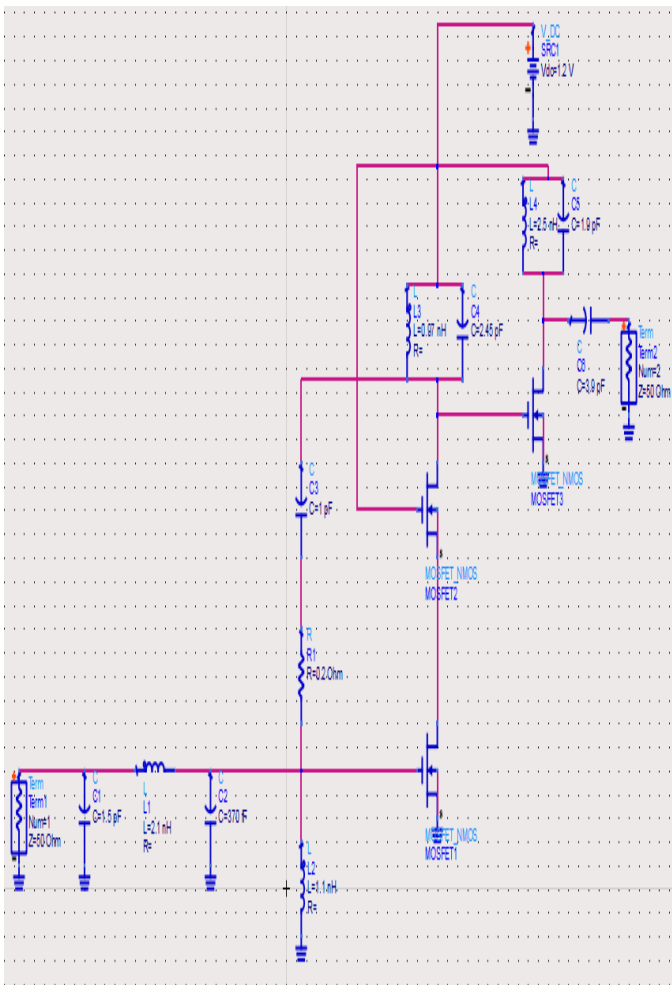 V_DC
SRC1
Vdc=1.2 V
L
L4
L=2.5 nH
R=
C
C5
C=1.9 pF
L
L3
L=0.97 nH
R=
C
C4
C=2.45 pF
C
C6
C=3.9 pF
Term
Term2
Num=2
Z=50 Ohm
C
C3
C=1 pF
MOSFET_NMOS
MOSFET3
MOSFET_NMOS
MOSFET2
R
R1
R=0.2 Ohm
Term
Term1
Num=1
Z=50 Ohm
C
C1
C=1.5 pF
L
L1
L=2.1 nH
R=
C
C2
C=370 fF
MOSFET_NMOS
MOSFET1
L
L2
L=1.1 nH
R=